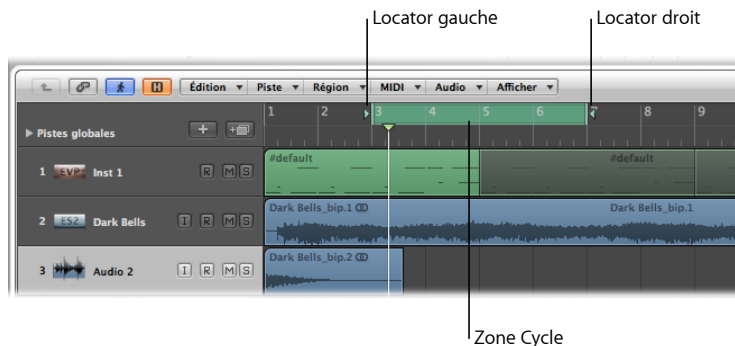 Locator gauche
Locator droit
H Édition Piste Région MIDI Audio Afficher
1 2 3 4 5 6 7 8 9
Pistes globales
#default #default
1 EVP Inst 1 R M S
Dark Bells_bip.1 Dark Bells_bip.1
2 ES2 Dark Bells I R M S
Dark Bells_bip.2
3 Audio 2 I R M S
Zone Cycle